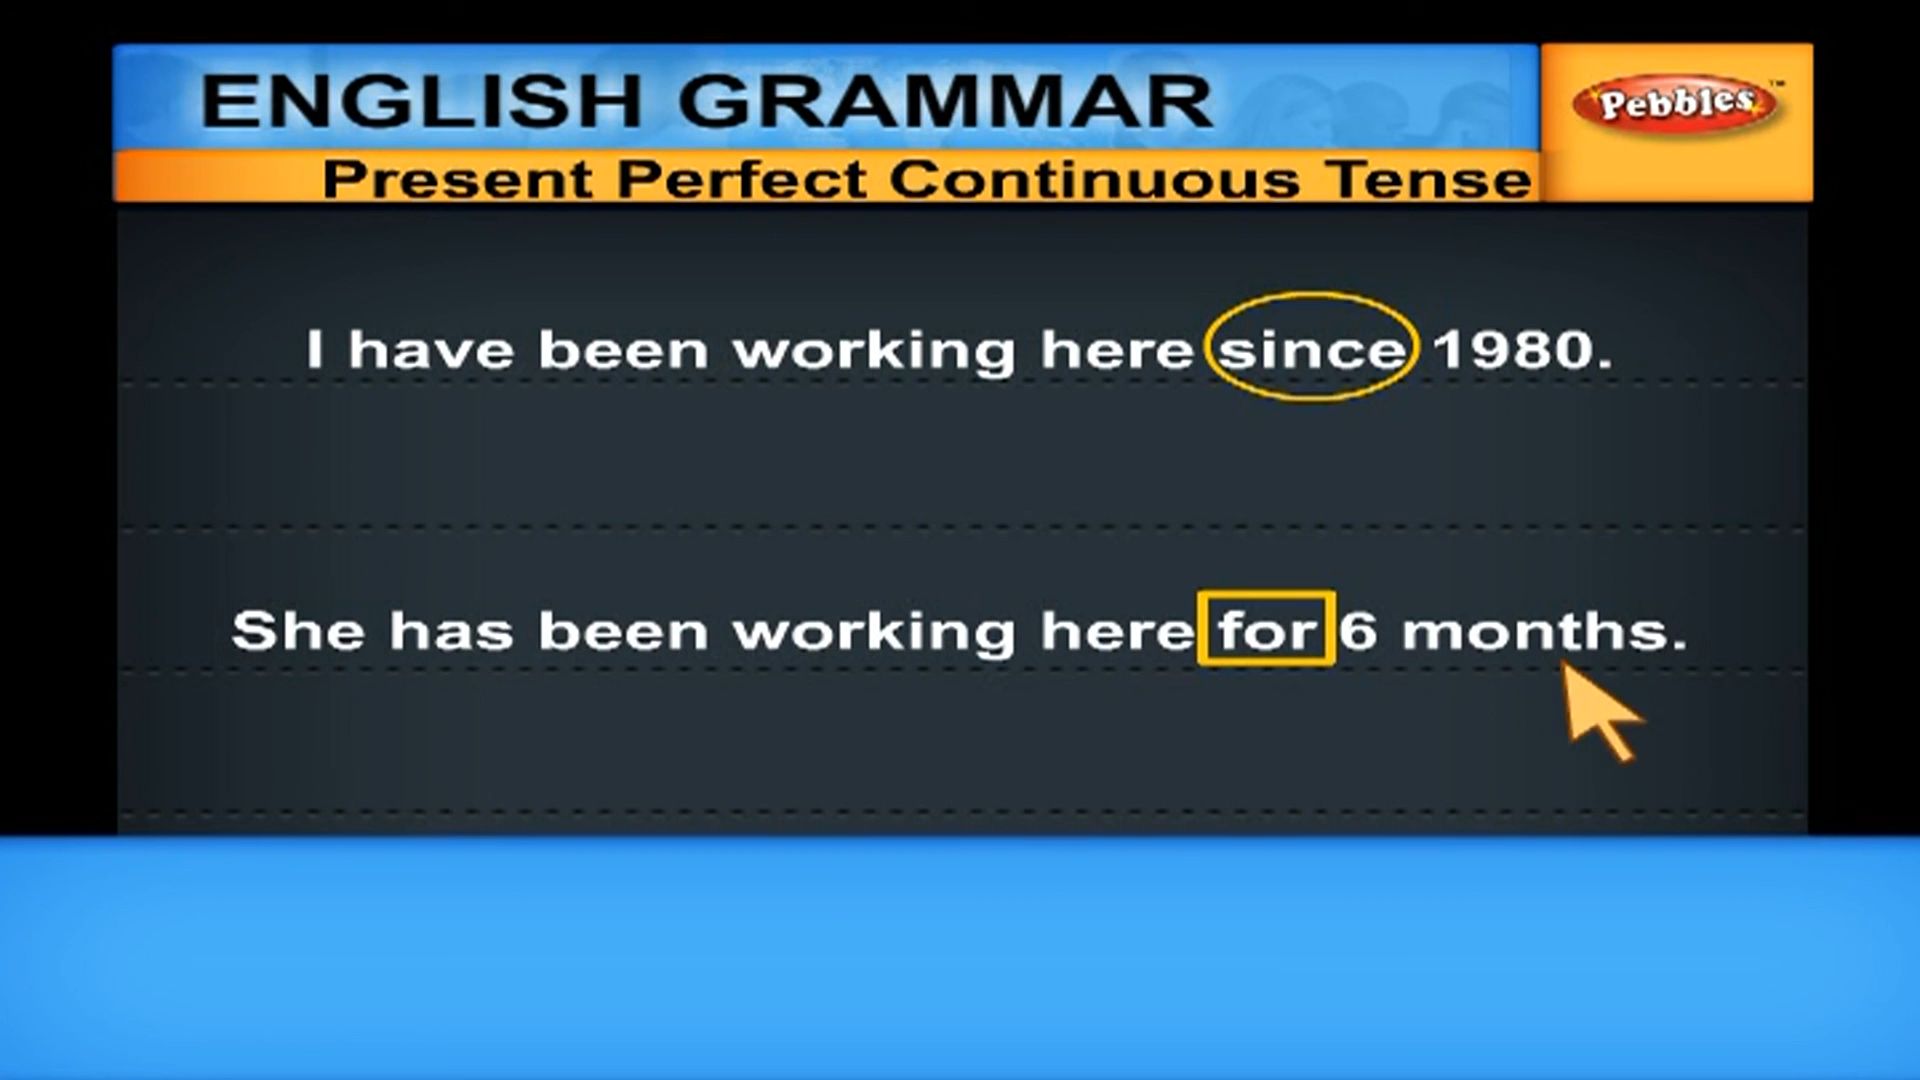 ENGLISH GRAMMAR
Pebbles™
Present Perfect Continuous Tense
I have been working here since 1980.
She has been working here for 6 months.